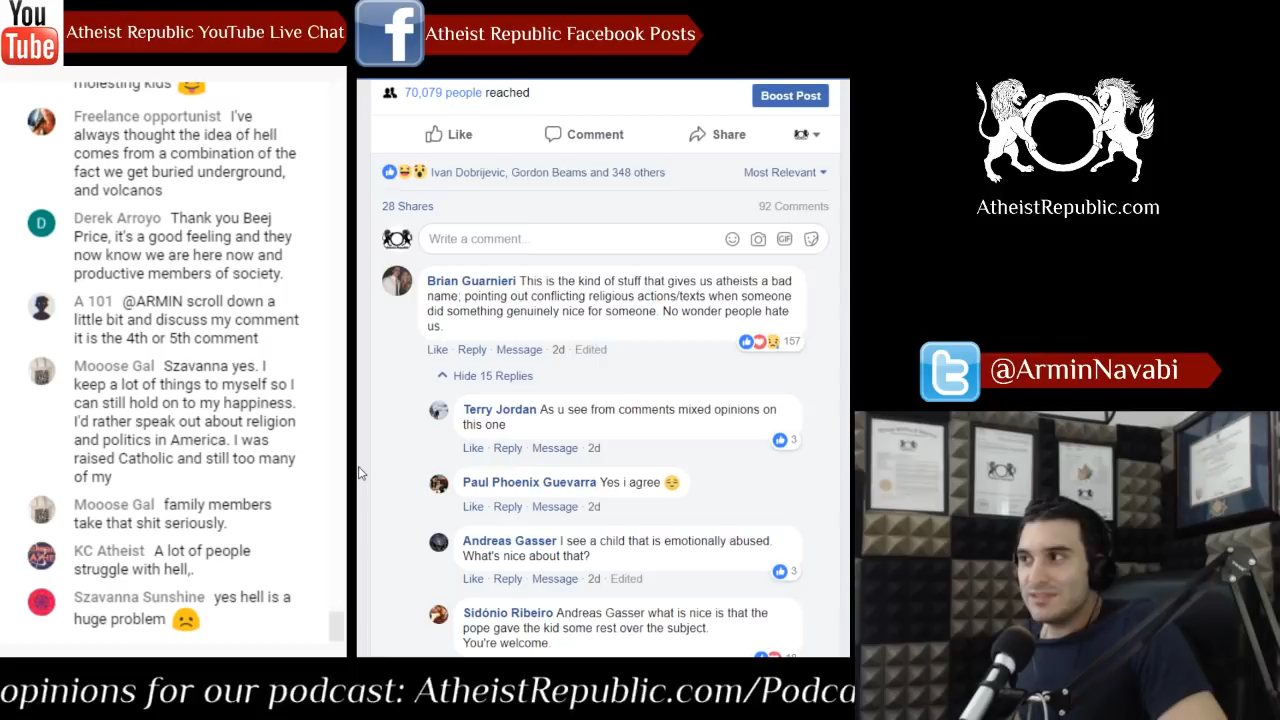 You
Tube
Atheist Republic YouTube Live Chat
f
Atheist Republic Facebook Posts
molesting kids
Freelance opportunist I've
always thought the idea of hell
comes from a combination of the
fact we get buried underground,
and volcanos
D
Derek Arroyo Thank you Beej
Price, it's a good feeling and they
now know we are here now and
productive members of society.
A 101 @ARMIN scroll down a
little bit and discuss my comment
it is the 4th or 5th comment
Mooose Gal Szavanna yes. I
keep a lot of things to myself so I
can still hold on to my happiness.
I'd rather speak out about religion
and politics in America. I was
raised Catholic and still too many
of my
Mooose Gal family members
take that shit seriously.
KC Atheist A lot of people
struggle with hell,.
Szavanna Sunshine yes hell is a
huge problem
70,079 people reached
Boost Post
Like Comment Share
Ivan Dobrijevic, Gordon Beams and 348 others Most Relevant
28 Shares 92 Comments
Write a comment...
GIF
Brian Guarnieri This is the kind of stuff that gives us atheists a bad
name; pointing out conflicting religious actions/texts when someone
did something genuinely nice for someone. No wonder people hate
us.
157
Like · Reply · Message · 2d · Edited
Hide 15 Replies
Terry Jordan As u see from comments mixed opinions on
this one
3
Like · Reply · Message · 2d
Paul Phoenix Guevarra Yes i agree
Like · Reply · Message · 2d
Andreas Gasser I see a child that is emotionally abused.
What's nice about that?
3
Like · Reply · Message · 2d · Edited
Sidónio Ribeiro Andreas Gasser what is nice is that the
pope gave the kid some rest over the subject.
You're welcome.
AtheistRepublic.com
@ArminNavabi
opinions for our podcast: AtheistRepublic.com/Podca